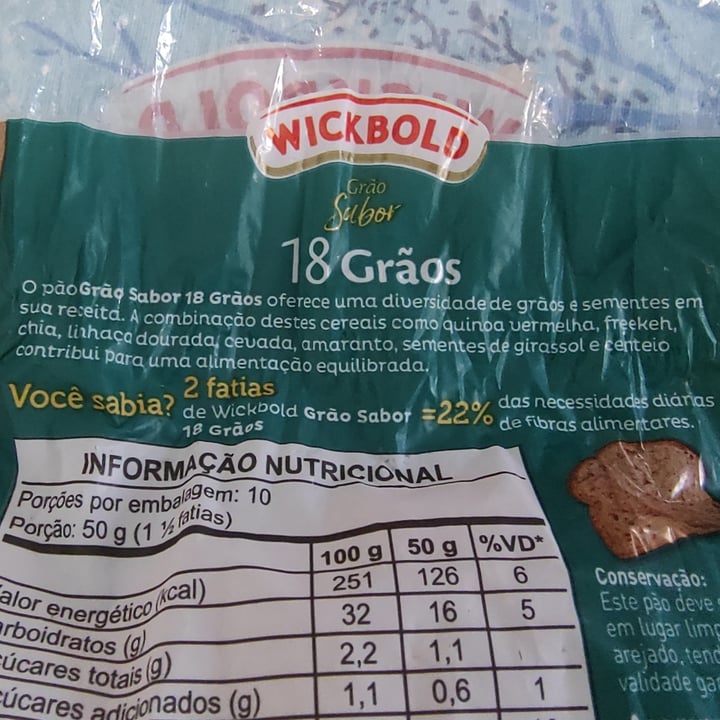 WICKBOLD
Grão
Sabor
18 Grãos
O pão Grão Sabor 18 Grãos oferece uma diversidade de grãos e sementes em
sua receita. A combinação destes cereais como quinoa vermelha, freekeh,
chia, linhaça dourada, cevada, amaranto, sementes de girassol e centeio
contribui para uma alimentação equilibrada.
Você sabia? 2 fatias de Wickbold Grão Sabor 18 Grãos =22% das necessidades diárias de fibras alimentares.
INFORMAÇÃO NUTRICIONAL
Porções por embalagem: 10
Porção: 50 g (1 ½ fatias)
100 g 50 g %VD*
alor energético (kcal) 251 126 6
arboidratos (g) 32 16 5
úcares totais (g) 2,2 1,1
úcares adicionados (g) 1,1 0,6 1
Conservação:
Este pão deve
em lugar limp
arejado, tend
validade gar